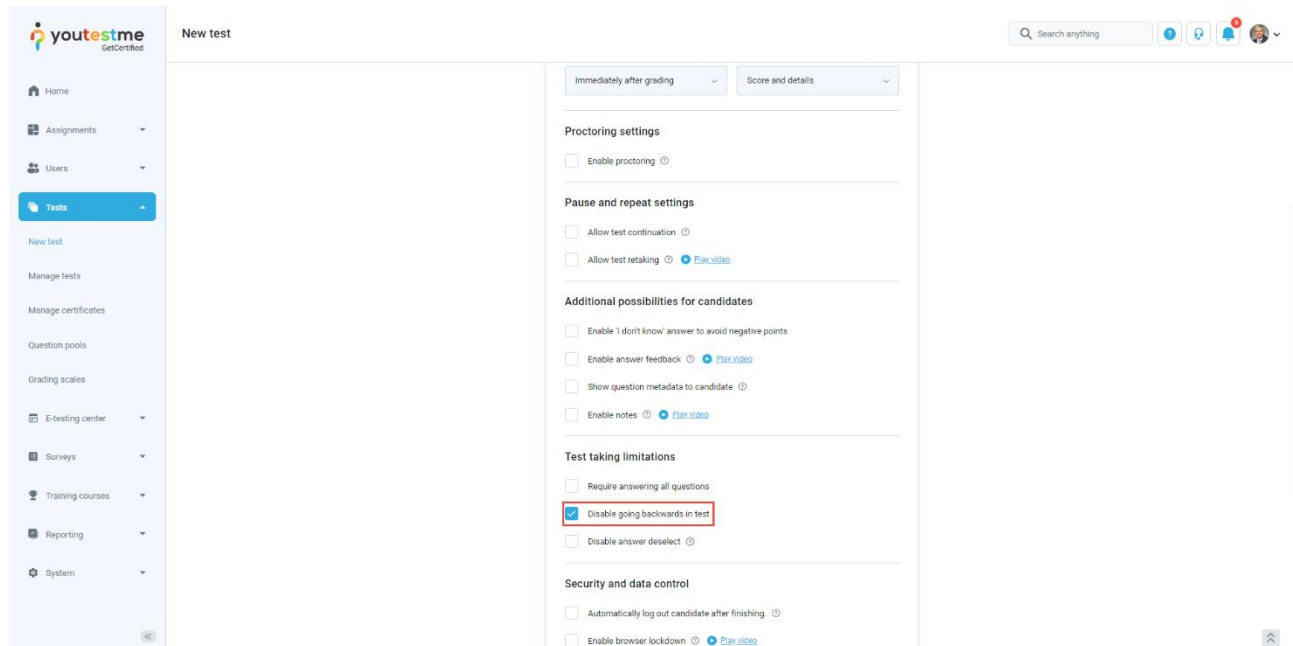 youtestme
GetCertified
New test
Search anything
6
Home
Assignments
Users
Tests
New test
Manage tests
Manage certificates
Question pools
Grading scales
E-testing center
Surveys
Training courses
Reporting
System
Immediately after grading
Score and details
Proctoring settings
Enable proctoring
Pause and repeat settings
Allow test continuation
Allow test retaking Play video
Additional possibilities for candidates
Enable 'I don't know' answer to avoid negative points
Enable answer feedback Play video
Show question metadata to candidate
Enable notes Play video
Test taking limitations
Require answering all questions
Disable going backwards in test
Disable answer deselect
Security and data control
Automatically log out candidate after finishing.
Enable browser lockdown Play video